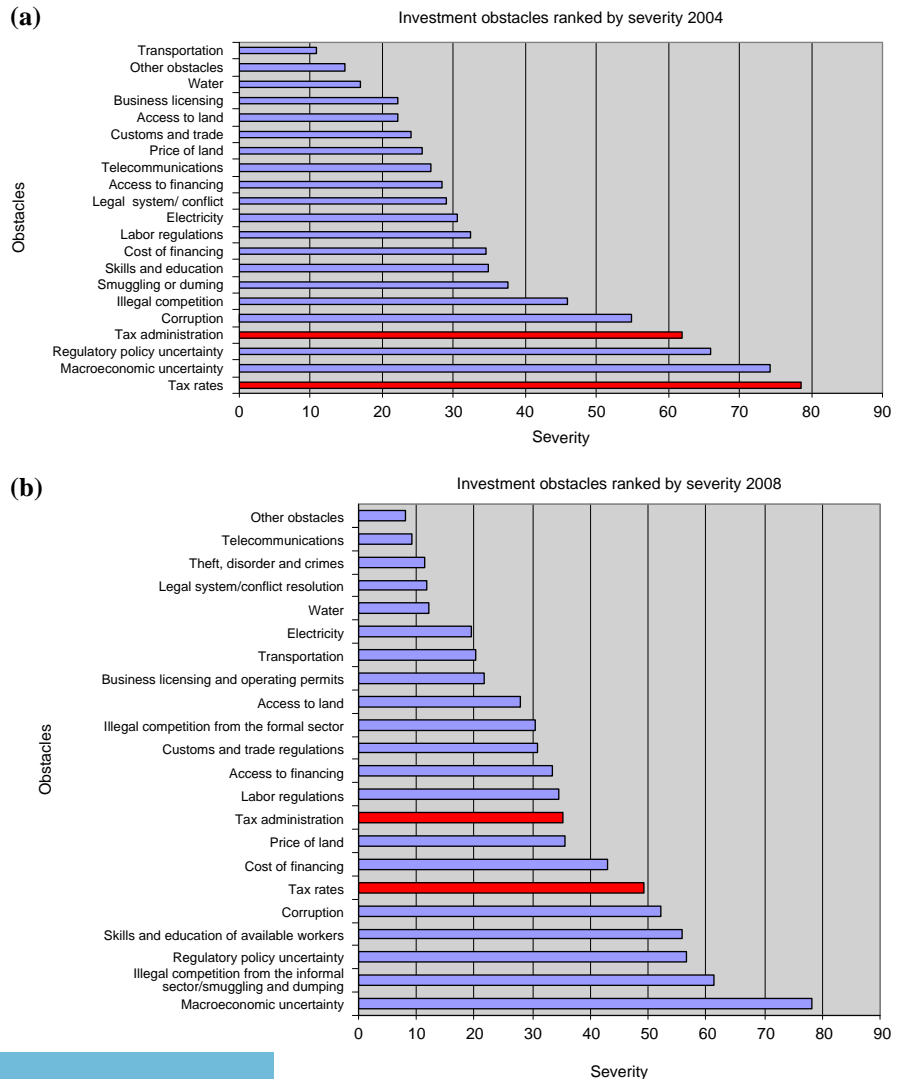 (a)
Investment obstacles ranked by severity 2004
Obstacles
Transportation
Other obstacles
Water
Business licensing
Access to land
Customs and trade
Price of land
Telecommunications
Access to financing
Legal system/ conflict
Electricity
Labor regulations
Cost of financing
Skills and education
Smuggling or duming
Illegal competition
Corruption
Tax administration
Regulatory policy uncertainty
Macroeconomic uncertainty
Tax rates
0 10 20 30 40 50 60 70 80 90
Severity
(b)
Investment obstacles ranked by severity 2008
Obstacles
Other obstacles
Telecommunications
Theft, disorder and crimes
Legal system/conflict resolution
Water
Electricity
Transportation
Business licensing and operating permits
Access to land
Illegal competition from the formal sector
Customs and trade regulations
Access to financing
Labor regulations
Tax administration
Price of land
Cost of financing
Tax rates
Corruption
Skills and education of available workers
Regulatory policy uncertainty
Illegal competition from the informal
sector/smuggling and dumping
Macroeconomic uncertainty
0 10 20 30 40 50 60 70 80 90
Severity